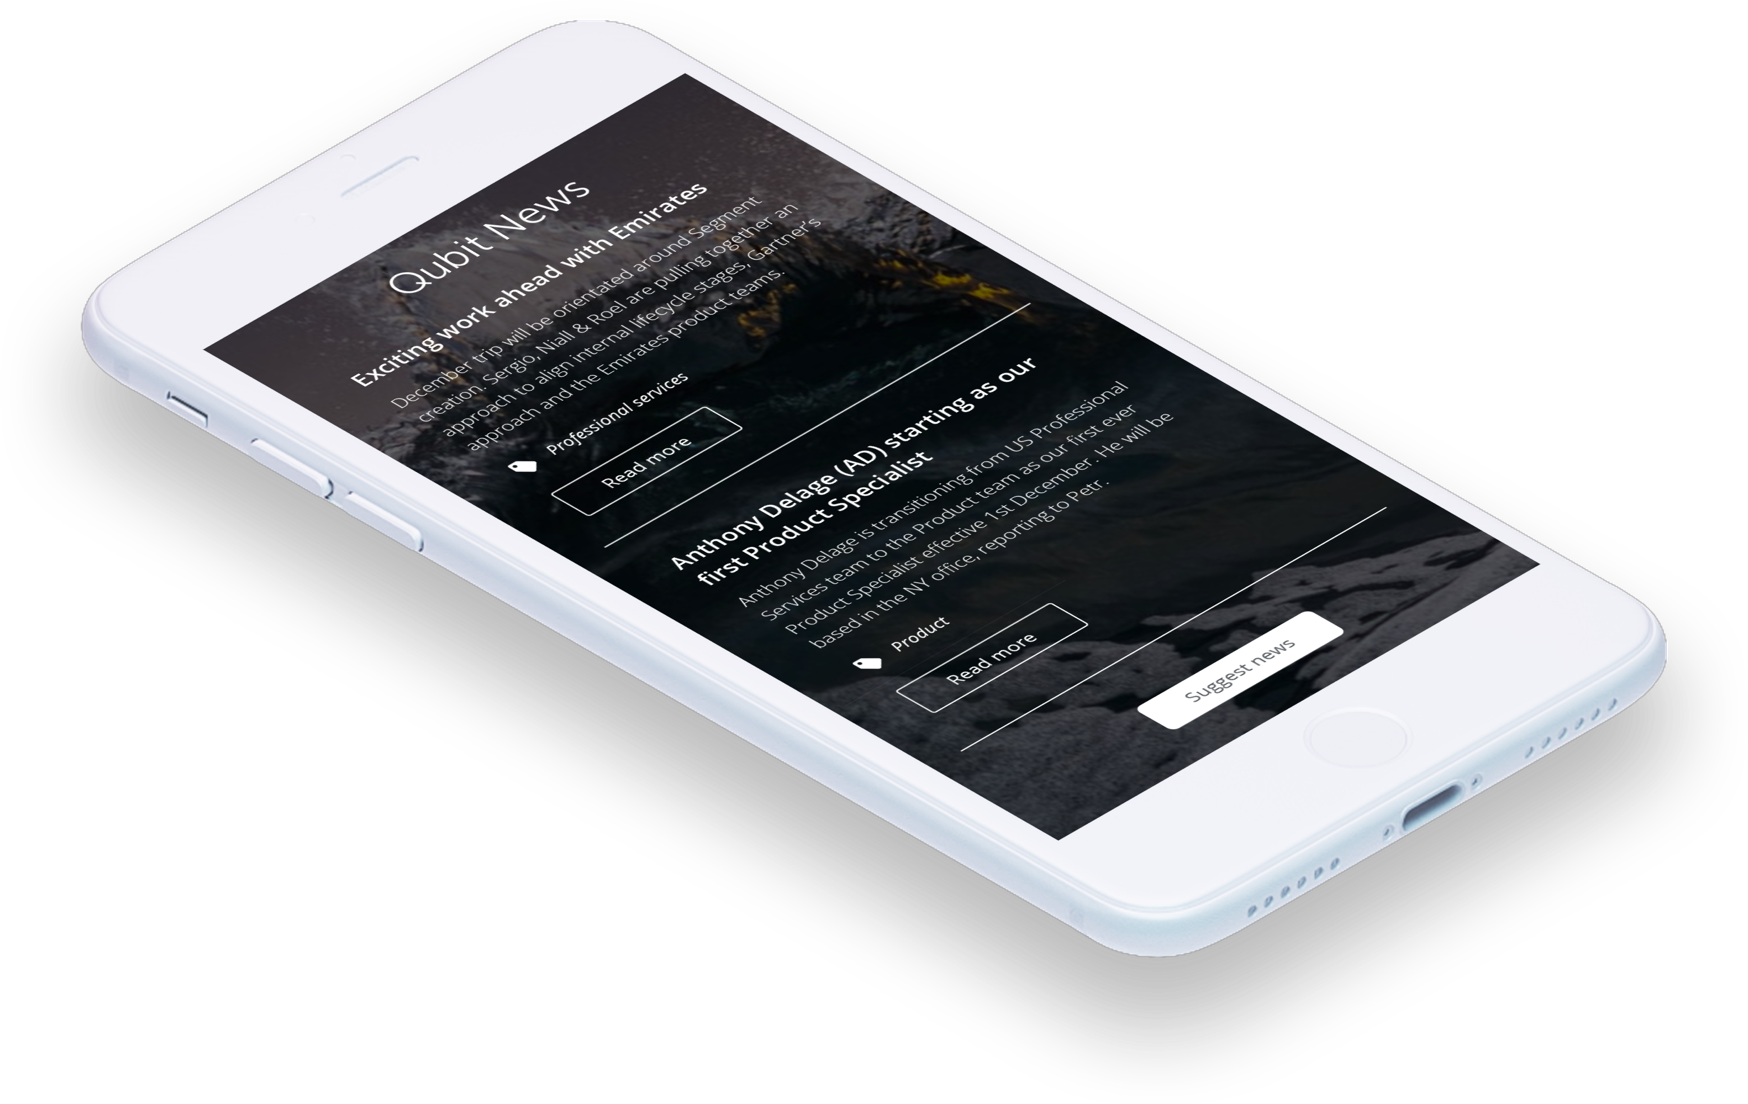 Qubit News
Exciting work ahead with Emirates
December trip will be orientated around Segment
creation. Sergio, Niall & Roel are pulling together an
approach to align internal lifecycle stages, Gartner's
approach and the Emirates product teams.
Professional services
Read more
Anthony Delage (AD) starting as our
first Product Specialist
Anthony Delage is transitioning from US Professional
Services team to the Product team as our first ever
Product Specialist effective 1st December. He will be
based in the NY office, reporting to Petr.
Product
Read more
Suggest news